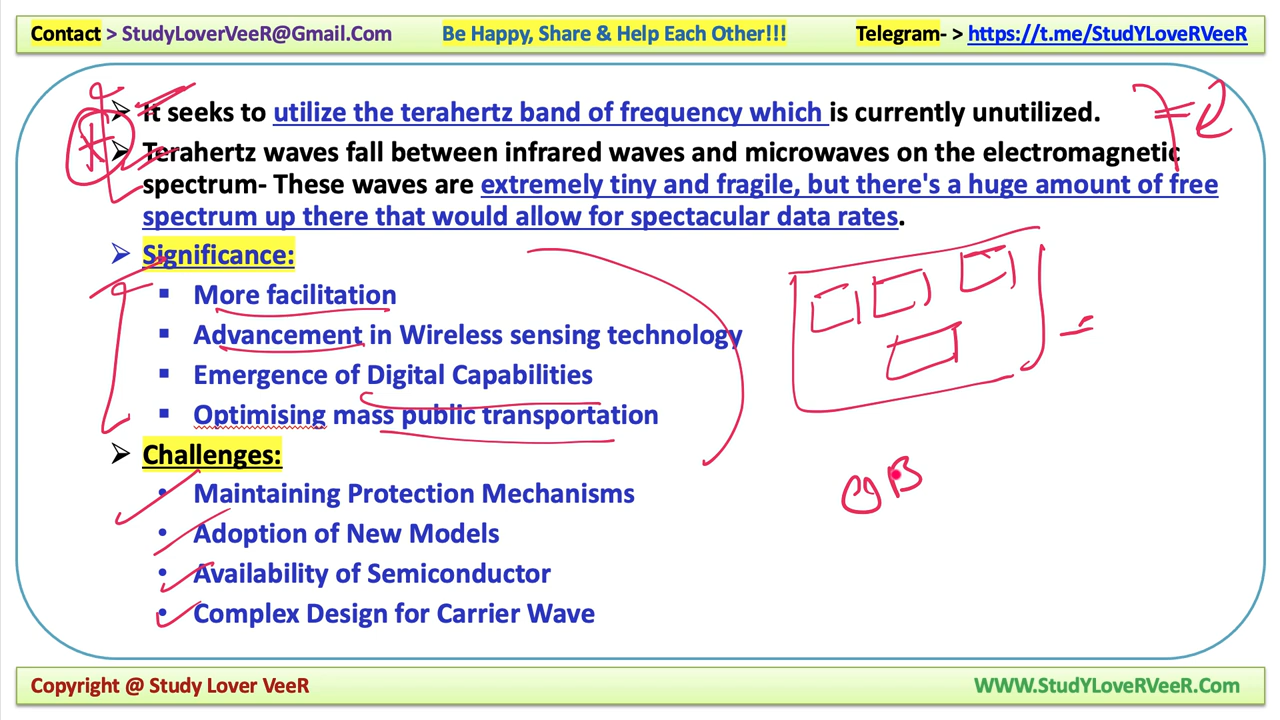 Contact > StudyLoverVeeR@Gmail.Com Be Happy, Share & Help Each Other!!! Telegram- > https://t.me/StudYLoveRVeeR
It seeks to utilize the terahertz band of frequency which is currently unutilized.
Terahertz waves fall between infrared waves and microwaves on the electromagnetic
spectrum- These waves are extremely tiny and fragile, but there's a huge amount of free
spectrum up there that would allow for spectacular data rates.
Significance:
More facilitation
Advancement in Wireless sensing technology
Emergence of Digital Capabilities
Optimising mass public transportation
Challenges:
Maintaining Protection Mechanisms
Adoption of New Models
Availability of Semiconductor
Complex Design for Carrier Wave
Copyright @ Study Lover VeeR WWW.StudYLoveRVeeR.Com